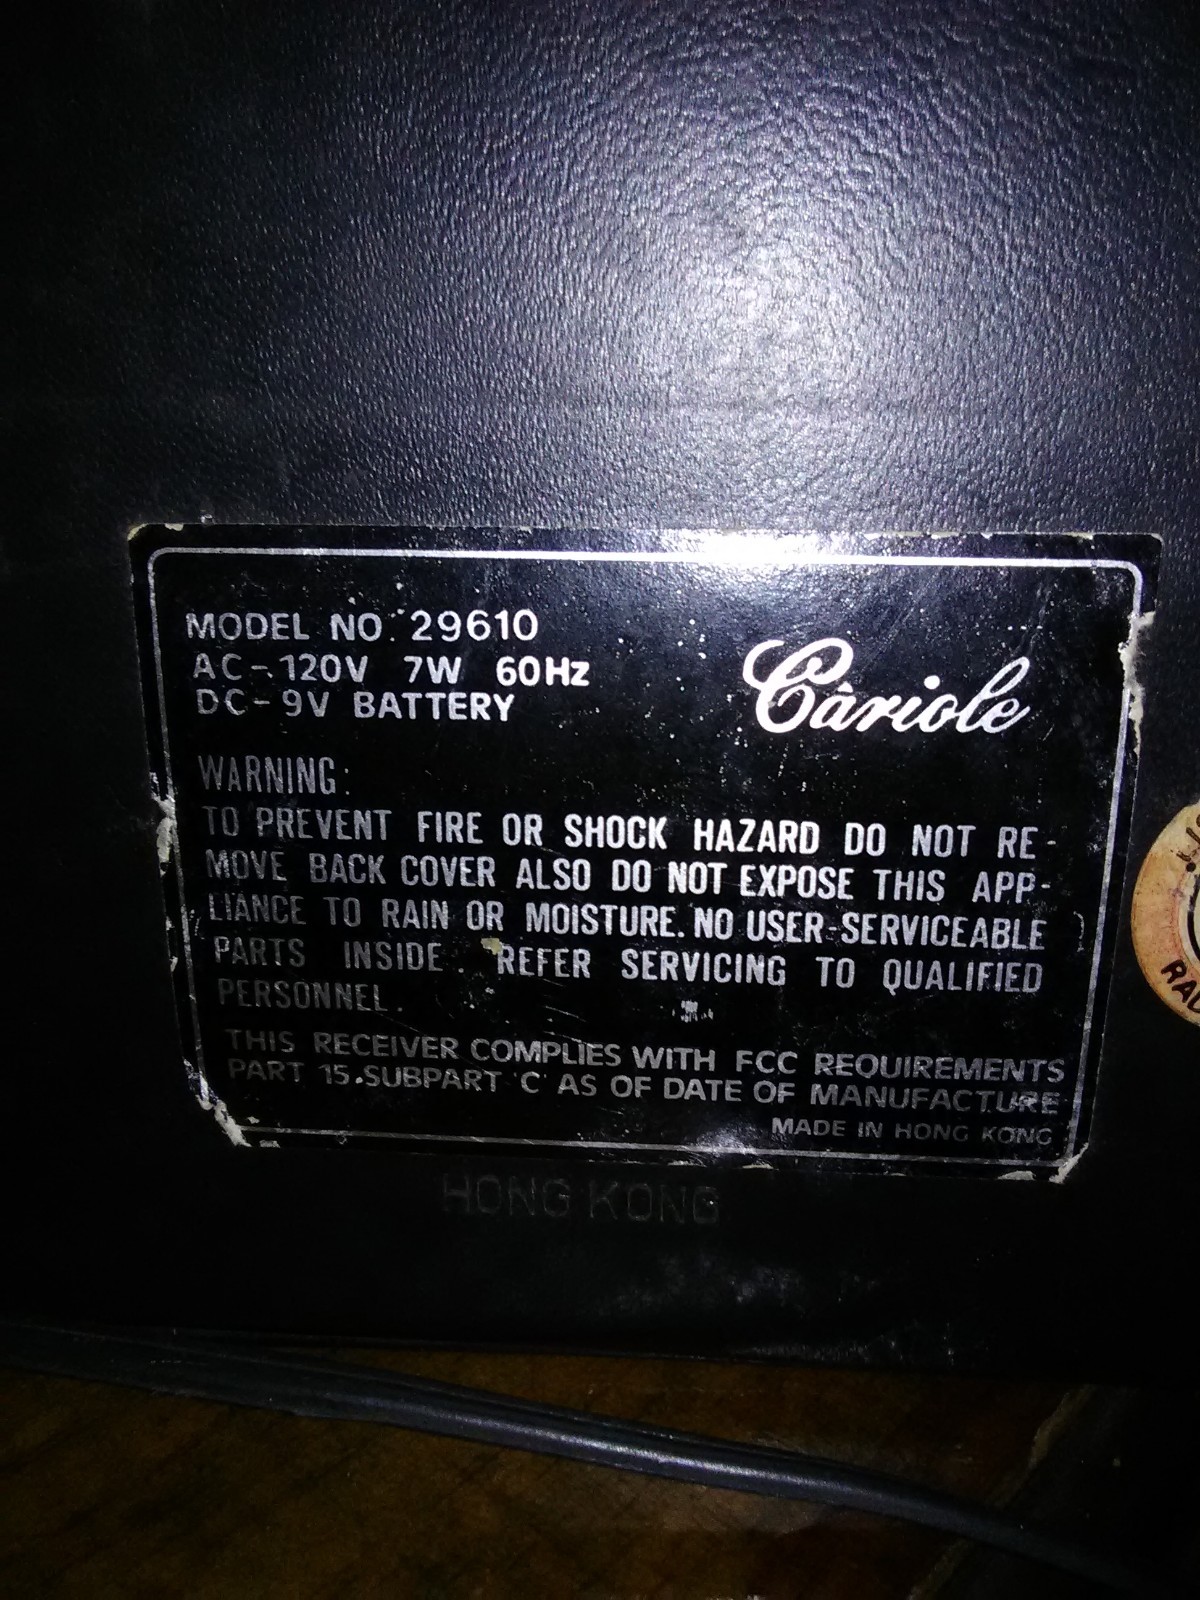 MODEL NO. 29610
AC-120V 7W 60Hz
DC-9V BATTERY
Câriole
WARNING:
TO PREVENT FIRE OR SHOCK HAZARD DO NOT RE-
MOVE BACK COVER ALSO DO NOT EXPOSE THIS APP-
LIANCE TO RAIN OR MOISTURE. NO USER-SERVICEABLE
PARTS INSIDE. REFER SERVICING TO QUALIFIED
PERSONNEL.
THIS RECEIVER COMPLIES WITH FCC REQUIREMENTS
PART 15.SUBPART 'C' AS OF DATE OF MANUFACTURE
MADE IN HONG KONG
HONG KONG